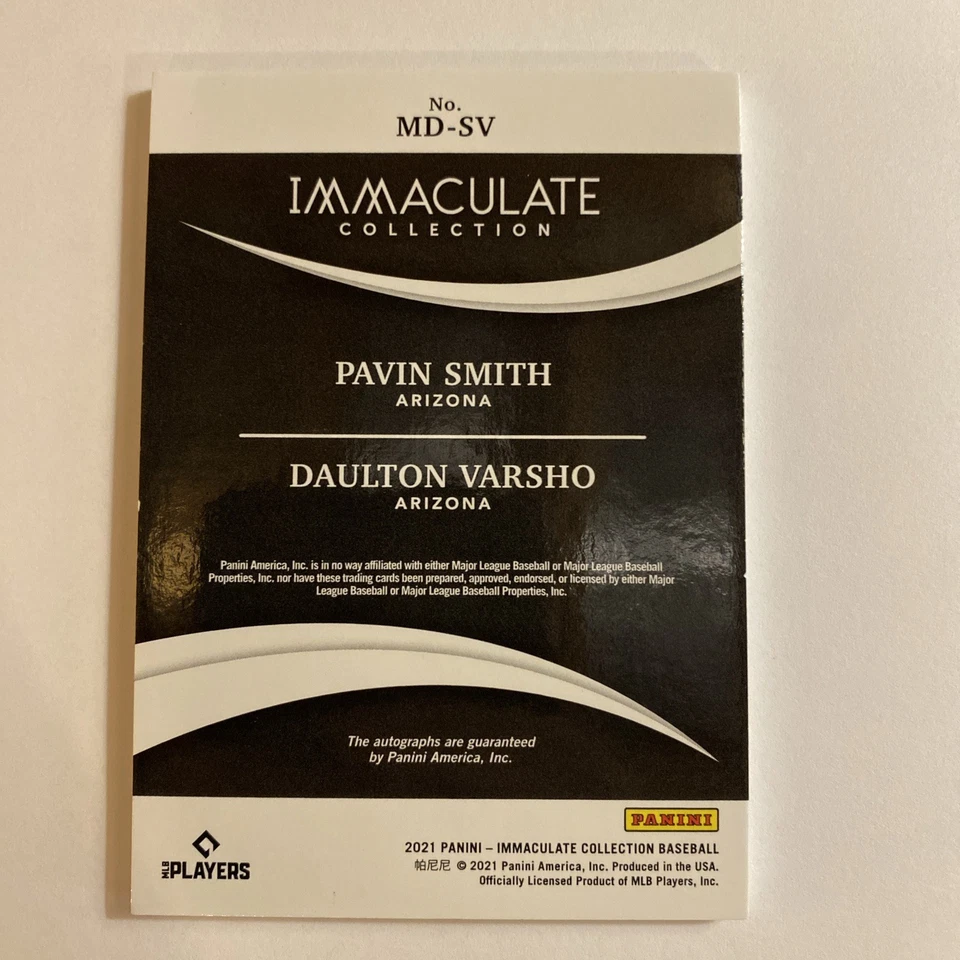 No.
MD-SV
IMMACULATE
COLLECTION
PAVIN SMITH
ARIZONA
DAULTON VARSHO
ARIZONA
Panini America, Inc. is in no way affiliated with either Major League Baseball or Major League Baseball
Properties, Inc. nor have these trading cards been prepared, approved, endorsed, or licensed by either Major
League Baseball or Major League Baseball Properties, Inc.
The autographs are guaranteed
by Panini America, Inc.
PANINI
2021 PANINI – IMMACULATE COLLECTION BASEBALL
帕尼尼 © 2021 Panini America, Inc. Produced in the USA.
Officially Licensed Product of MLB Players, Inc.
MLB PLAYERS